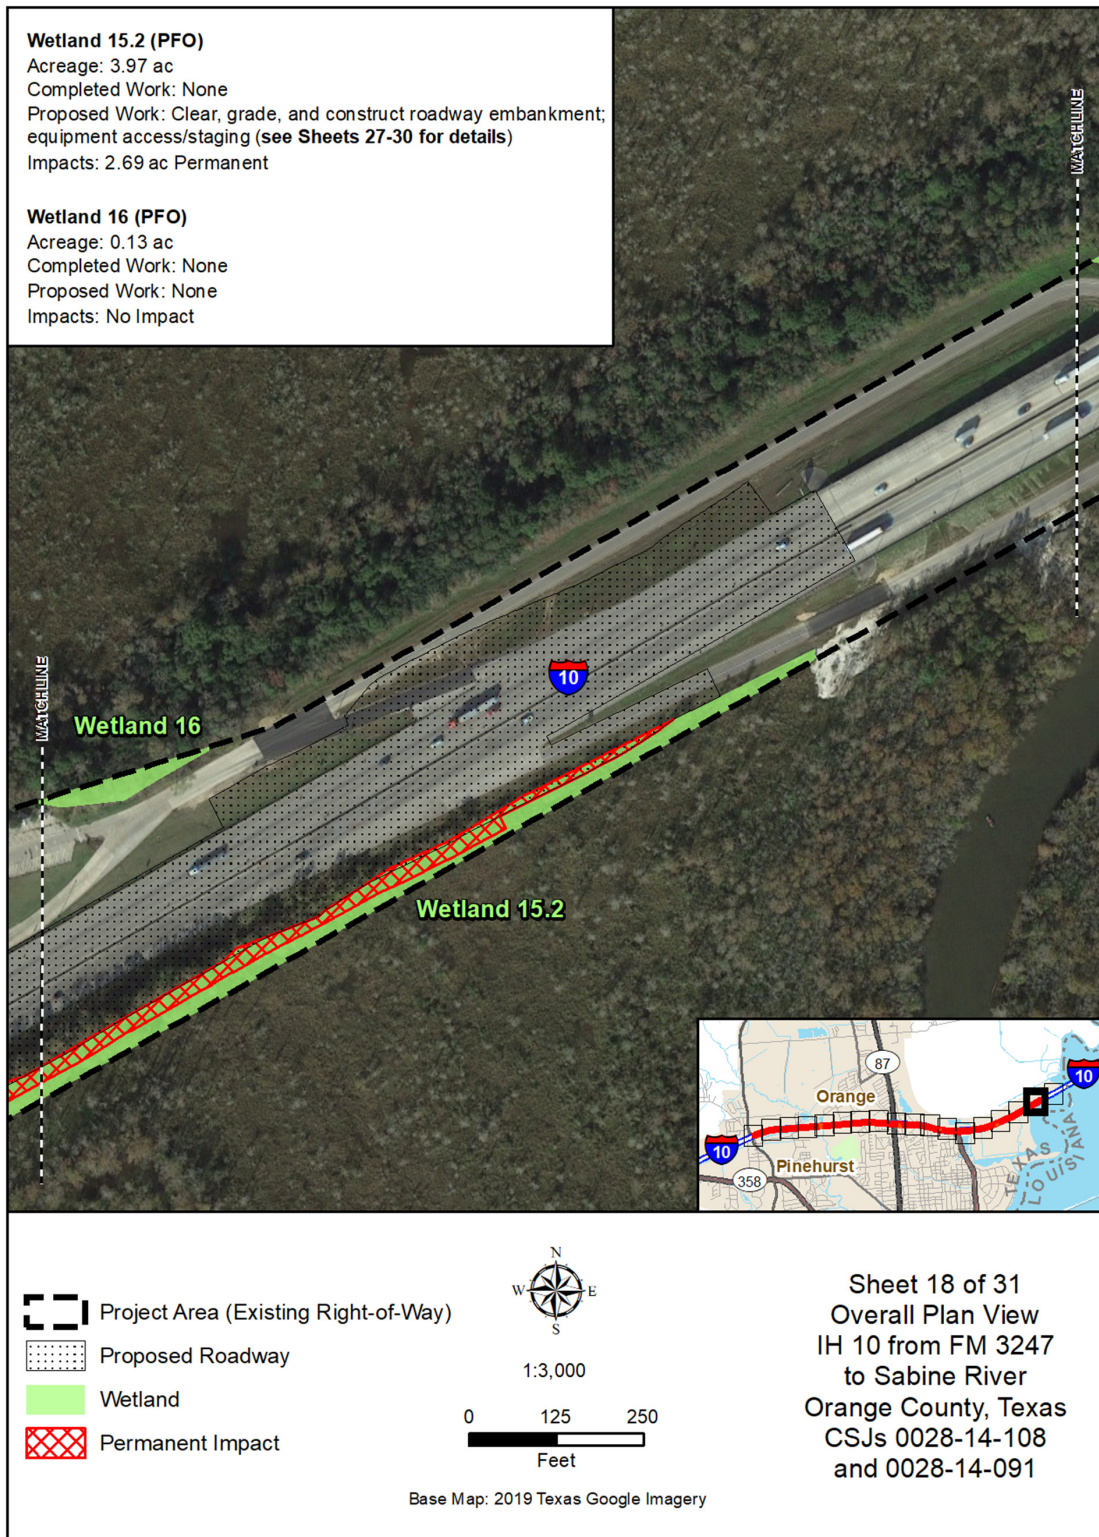 Wetland 15.2 (PFO)
Acreage: 3.97 ac
Completed Work: None
Proposed Work: Clear, grade, and construct roadway embankment;
equipment access/staging (see Sheets 27-30 for details)
Impacts: 2.69 ac Permanent
Wetland 16 (PFO)
Acreage: 0.13 ac
Completed Work: None
Proposed Work: None
Impacts: No Impact
MATCHLINE
MATCHLINE
10
Wetland 16
Wetland 15.2
87
Orange
10
10
Pinehurst
358
TEXAS
LOUISIANA
Project Area (Existing Right-of-Way)
Proposed Roadway
Wetland
Permanent Impact
N
W E
S
1:3,000
0 125 250
Feet
Base Map: 2019 Texas Google Imagery
Sheet 18 of 31
Overall Plan View
IH 10 from FM 3247
to Sabine River
Orange County, Texas
CSJs 0028-14-108
and 0028-14-091